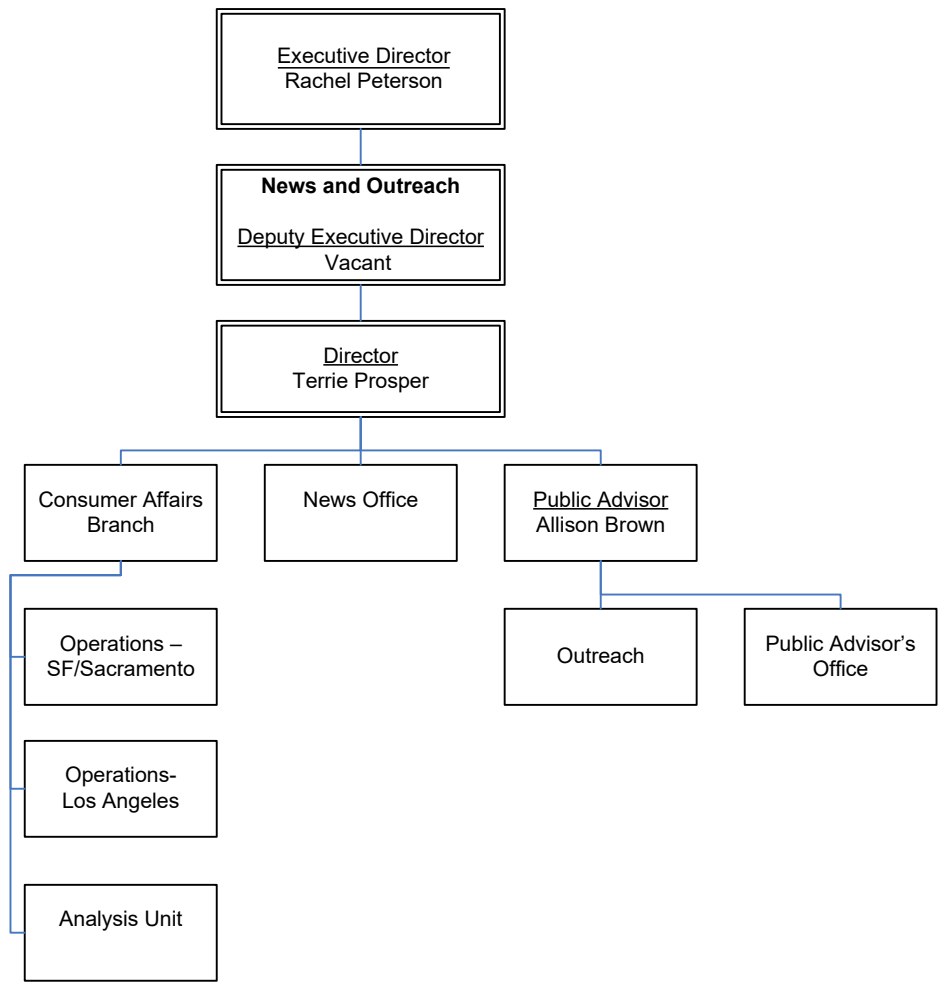 Executive Director
Rachel Peterson
News and Outreach
Deputy Executive Director
Vacant
Director
Terrie Prosper
Consumer Affairs
Branch
News Office
Public Advisor
Allison Brown
Operations –
SF/Sacramento
Outreach
Public Advisor’s
Office
Operations-
Los Angeles
Analysis Unit